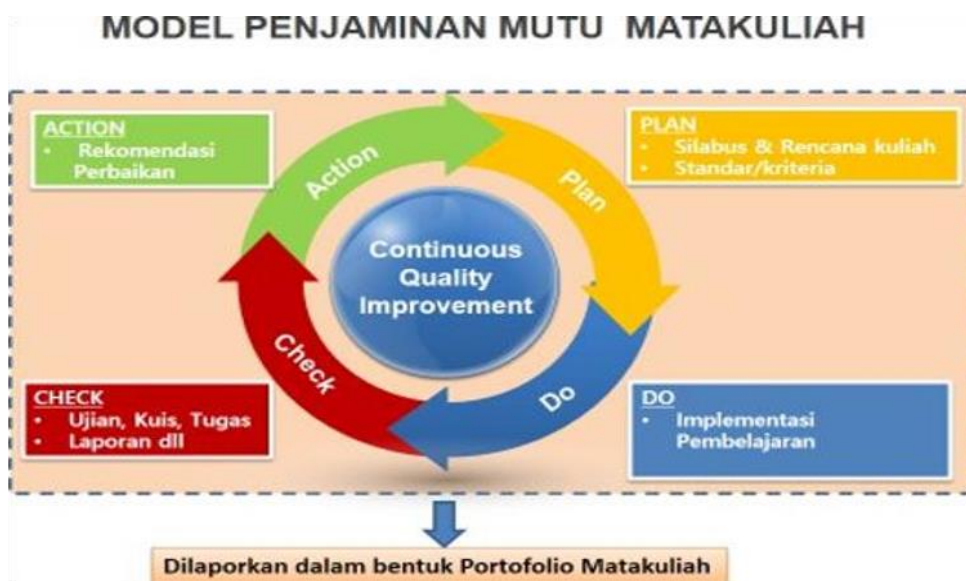 MODEL PENJAMINAN MUTU MATAKULIAH
ACTION
• Rekomendasi
Perbaikan
PLAN
• Silabus & Rencana kuliah
• Standar/kriteria
Action
Plan
Continuous
Quality
Improvement
Check
Do
CHECK
• Ujian, Kuis, Tugas
• Laporan dll
DO
• Implementasi
Pembelajaran
Dilaporkan dalam bentuk Portofolio Matakuliah